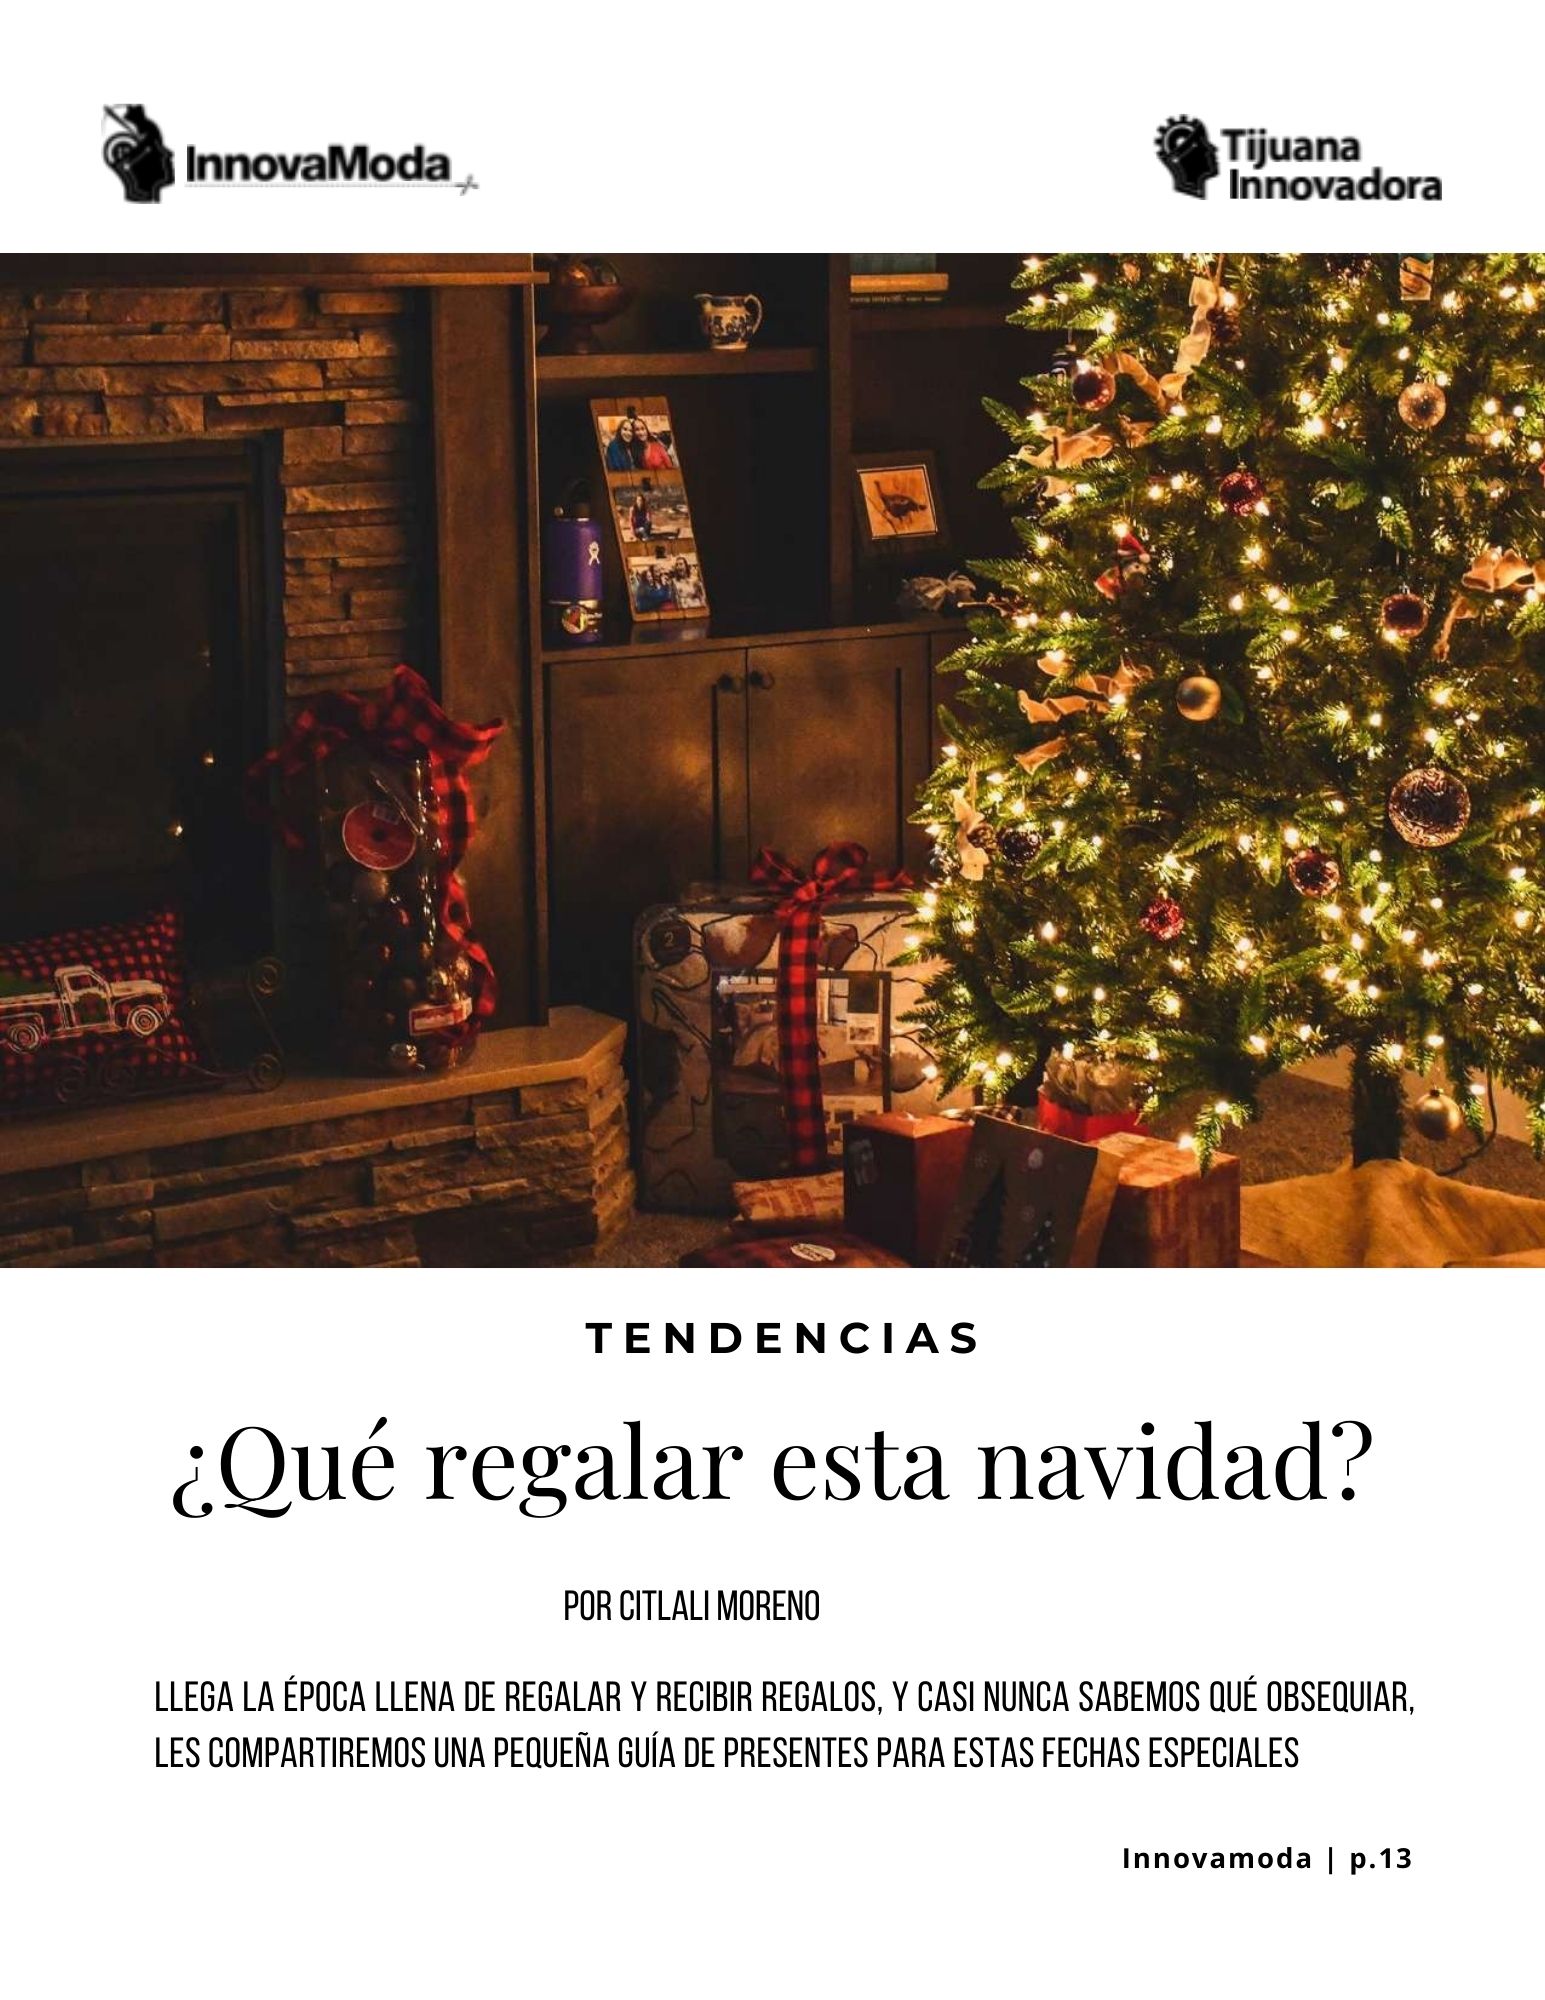 InnovaModa
Tijuana
Innovadora
TENDENCIAS
¿Qué regalar esta navidad?
POR CITLALI MORENO
LLEGA LA ÉPOCA LLENA DE REGALAR Y RECIBIR REGALOS, Y CASI NUNCA SABEMOS QUÉ OBSEQUIAR,
LES COMPARTIREMOS UNA PEQUEÑA GUÍA DE PRESENTES PARA ESTAS FECHAS ESPECIALES
Innovamoda | p.13